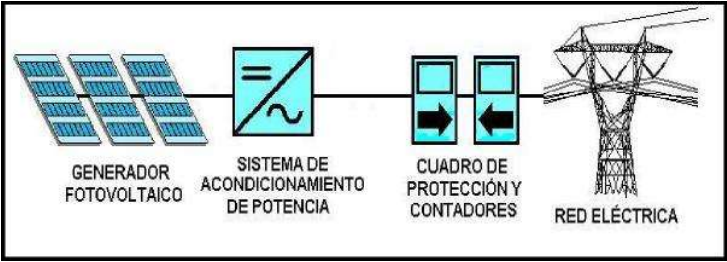 GENERADOR
FOTOVOLTAICO
SISTEMA DE
ACONDICIONAMIENTO
DE POTENCIA
CUADRO DE
PROTECCIÓN Y
CONTADORES
RED ELÉCTRICA